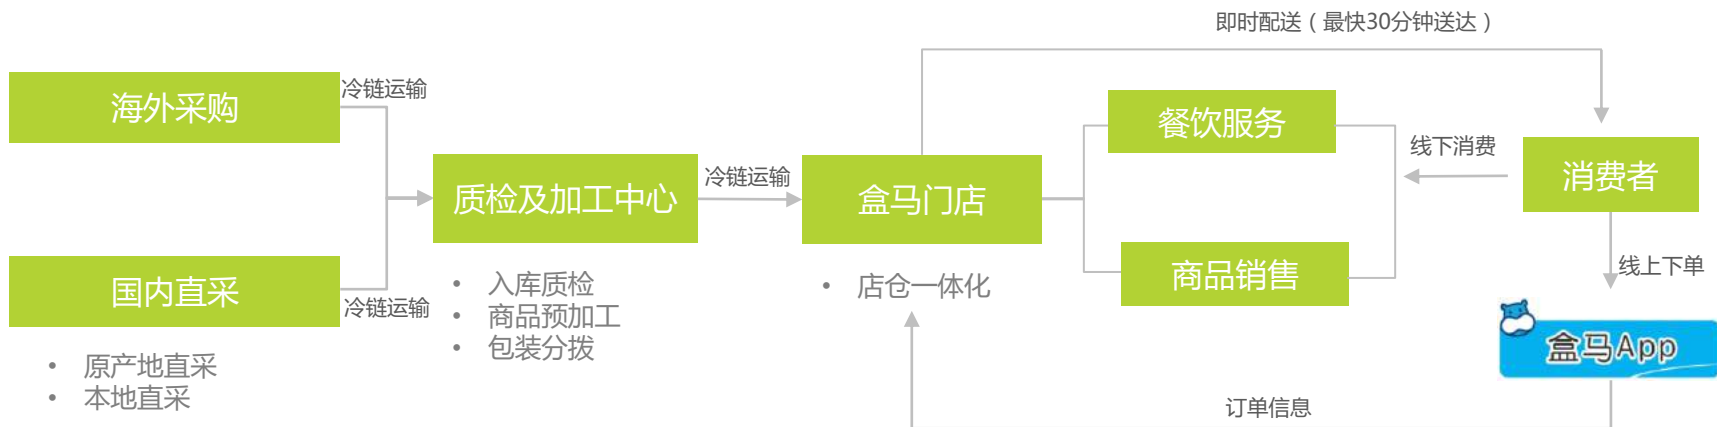 即时配送（最快30分钟送达）
海外采购
冷链运输
餐饮服务
线下消费
消费者
质检及加工中心
冷链运输
盒马门店
国内直采
冷链运输
• 入库质检
• 商品预加工
• 包装分拨
• 店仓一体化
商品销售
线上下单
盒马App
• 原产地直采
• 本地直采
订单信息